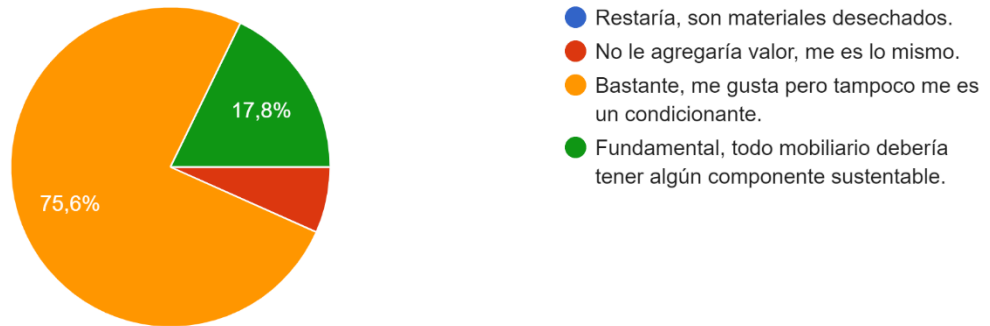 17,8%
75,6%
Restaría, son materiales desechados.
No le agregaría valor, me es lo mismo.
Bastante, me gusta pero tampoco me es
un condicionante.
Fundamental, todo mobiliario debería
tener algún componente sustentable.